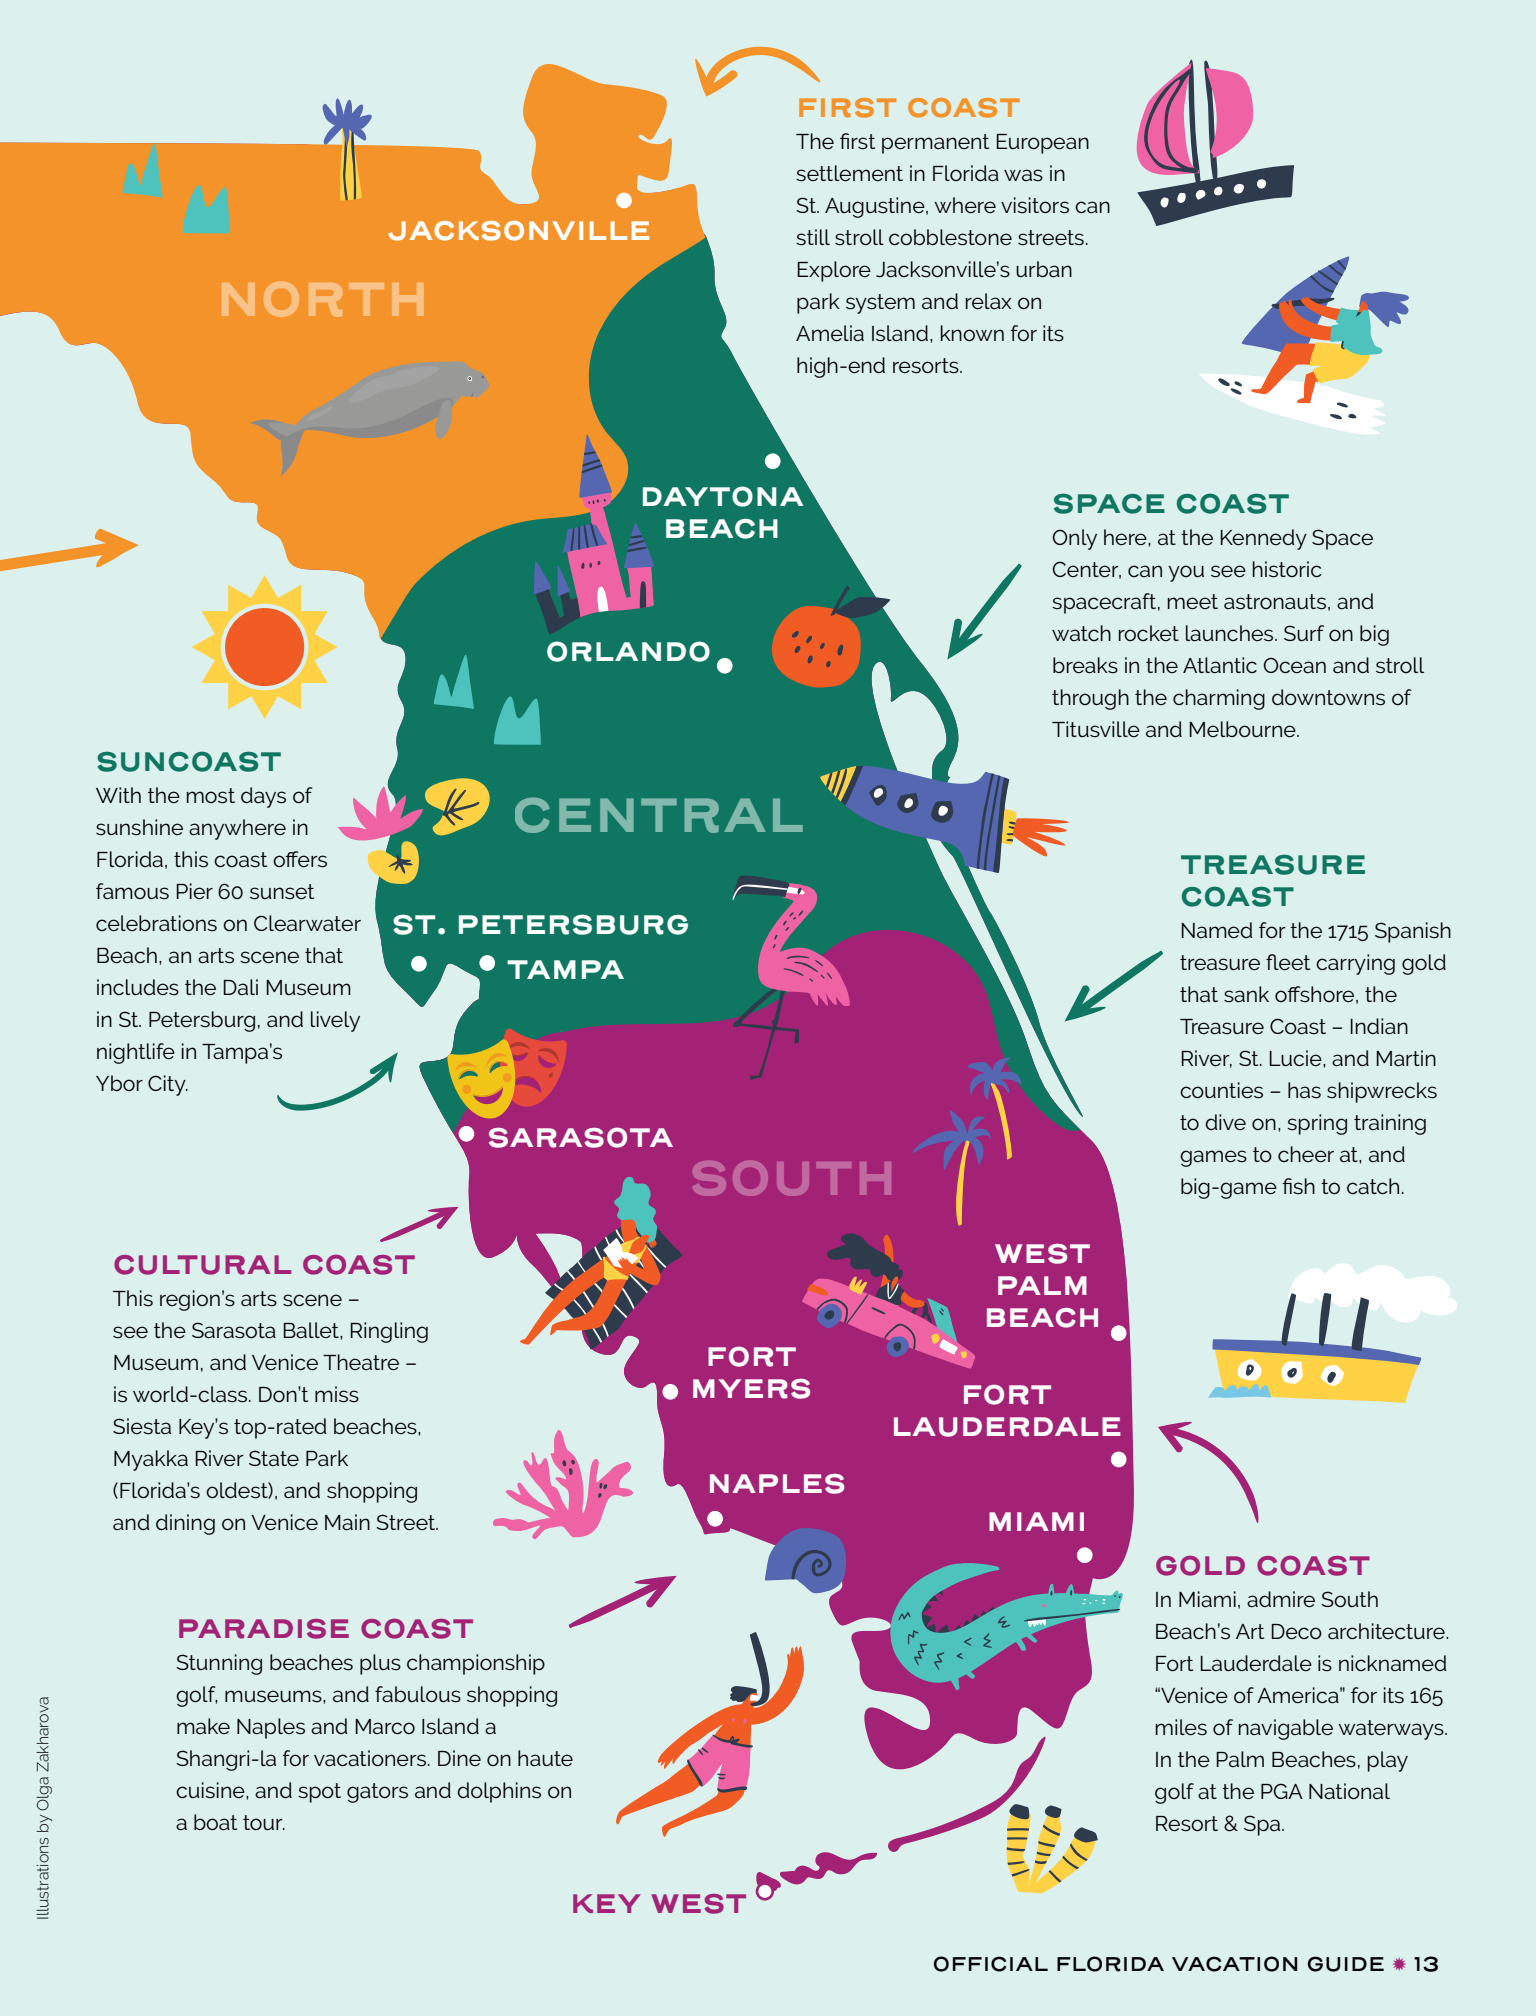 FIRST COAST
The first permanent European
settlement in Florida was in
St. Augustine, where visitors can
still stroll cobblestone streets.
Explore Jacksonville's urban
park system and relax on
Amelia Island, known for its
high-end resorts.
JACKSONVILLE
NORTH
DAYTONA
BEACH
ORLANDO
SPACE COAST
Only here, at the Kennedy Space
Center, can you see historic
spacecraft, meet astronauts, and
watch rocket launches. Surf on big
breaks in the Atlantic Ocean and stroll
through the charming downtowns of
Titusville and Melbourne.
SUNCOAST
With the most days of
sunshine anywhere in
Florida, this coast offers
famous Pier 60 sunset
celebrations on Clearwater
Beach, an arts scene that
includes the Dali Museum
in St. Petersburg, and lively
nightlife in Tampa's
Ybor City.
CENTRAL
ST. PETERSBURG
TAMPA
TREASURE
COAST
Named for the 1715 Spanish
treasure fleet carrying gold
that sank offshore, the
Treasure Coast – Indian
River, St. Lucie, and Martin
counties – has shipwrecks
to dive on, spring training
games to cheer at, and
big-game fish to catch.
SARASOTA
SOUTH
CULTURAL COAST
This region's arts scene –
see the Sarasota Ballet, Ringling
Museum, and Venice Theatre –
is world-class. Don't miss
Siesta Key's top-rated beaches,
Myakka River State Park
(Florida's oldest), and shopping
and dining on Venice Main Street.
WEST
PALM
BEACH
FORT
MYERS
FORT
LAUDERDALE
NAPLES
MIAMI
GOLD COAST
In Miami, admire South
Beach's Art Deco architecture.
Fort Lauderdale is nicknamed
"Venice of America" for its 165
miles of navigable waterways.
In the Palm Beaches, play
golf at the PGA National
Resort & Spa.
PARADISE COAST
Stunning beaches plus championship
golf, museums, and fabulous shopping
make Naples and Marco Island a
Shangri-la for vacationers. Dine on haute
cuisine, and spot gators and dolphins on
a boat tour.
KEY WEST
Illustrations by Olga Zakharova
OFFICIAL FLORIDA VACATION GUIDE 13